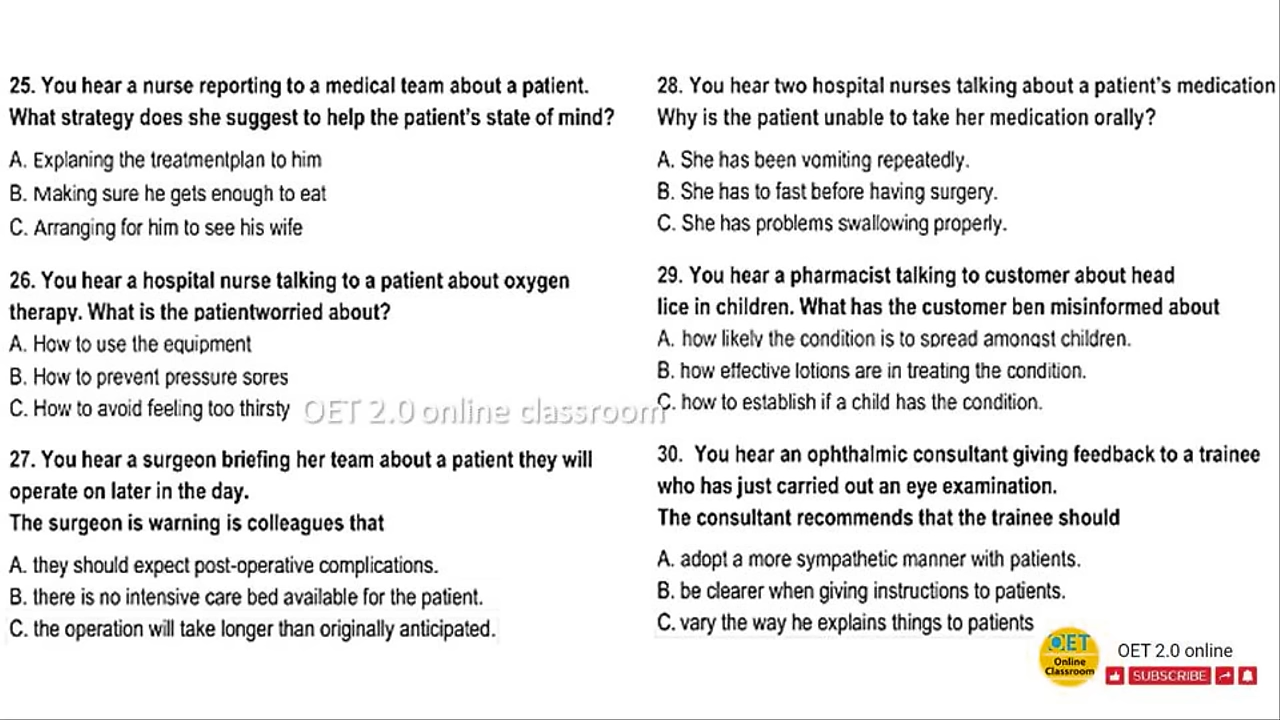 25. You hear a nurse reporting to a medical team about a patient.
What strategy does she suggest to help the patient's state of mind?
A. Explaning the treatmentplan to him
B. Making sure he gets enough to eat
C. Arranging for him to see his wife
26. You hear a hospital nurse talking to a patient about oxygen
therapy. What is the patientworried about?
A. How to use the equipment
B. How to prevent pressure sores
C. How to avoid feeling too thirsty
OET 2.0 online classroom
27. You hear a surgeon briefing her team about a patient they will
operate on later in the day.
The surgeon is warning is colleagues that
A. they should expect post-operative complications.
B. there is no intensive care bed available for the patient.
C. the operation will take longer than originally anticipated.
28. You hear two hospital nurses talking about a patient's medication
Why is the patient unable to take her medication orally?
A. She has been vomiting repeatedly.
B. She has to fast before having surgery.
C. She has problems swallowing properly.
29. You hear a pharmacist talking to customer about head
lice in children. What has the customer ben misinformed about
A. how likely the condition is to spread amongst children.
B. how effective lotions are in treating the condition.
C. how to establish if a child has the condition.
30. You hear an ophthalmic consultant giving feedback to a trainee
who has just carried out an eye examination.
The consultant recommends that the trainee should
A. adopt a more sympathetic manner with patients.
B. be clearer when giving instructions to patients.
C. vary the way he explains things to patients
OET
Online
Classroom
OET 2.0 online
SUBSCRIBE